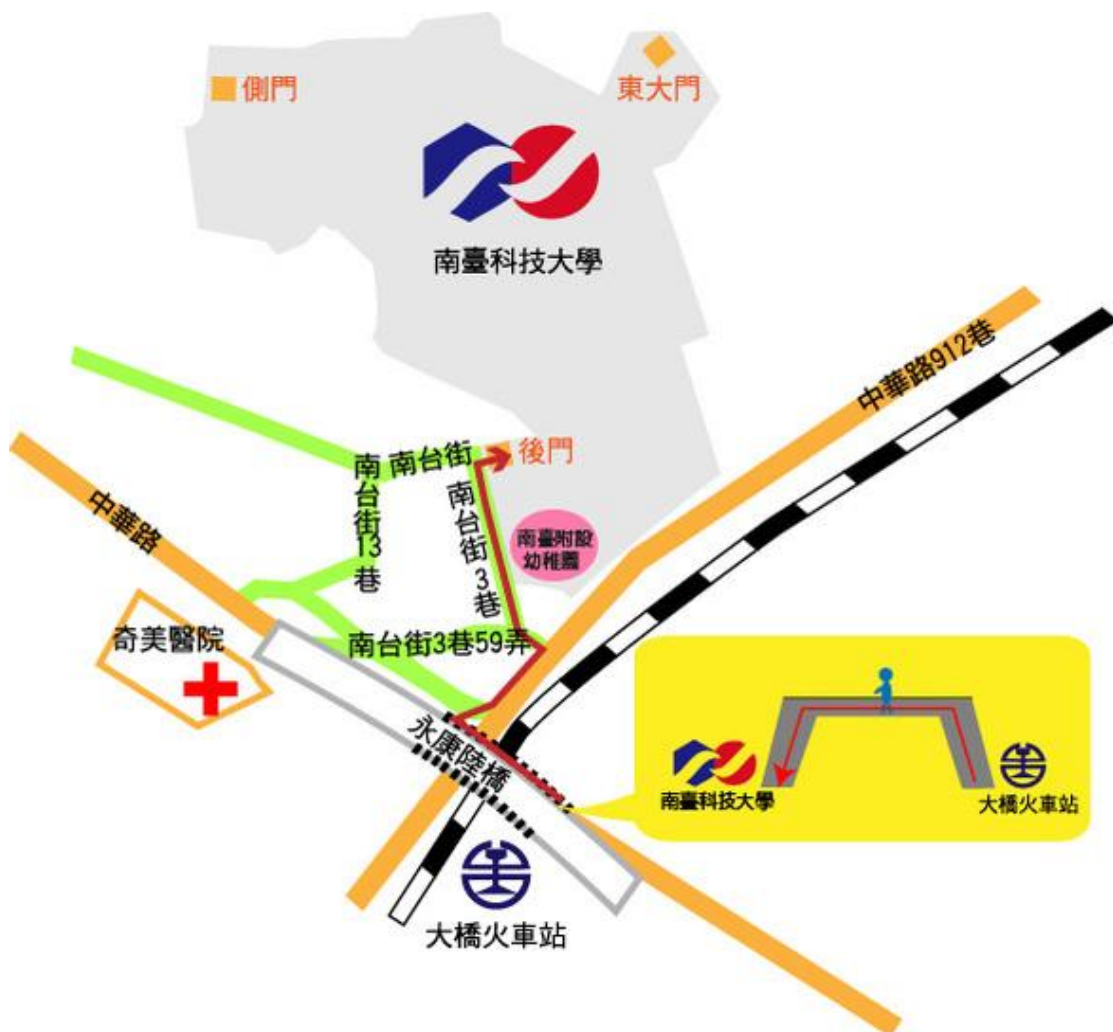 側門
東大門
南臺科技大學
中華路912巷
南台街
後門
南台街13巷
南台街3巷
中華路
南臺附設
幼稚園
奇美醫院
南台街3巷59弄
永康陸橋
南臺科技大學
大橋火車站
大橋火車站